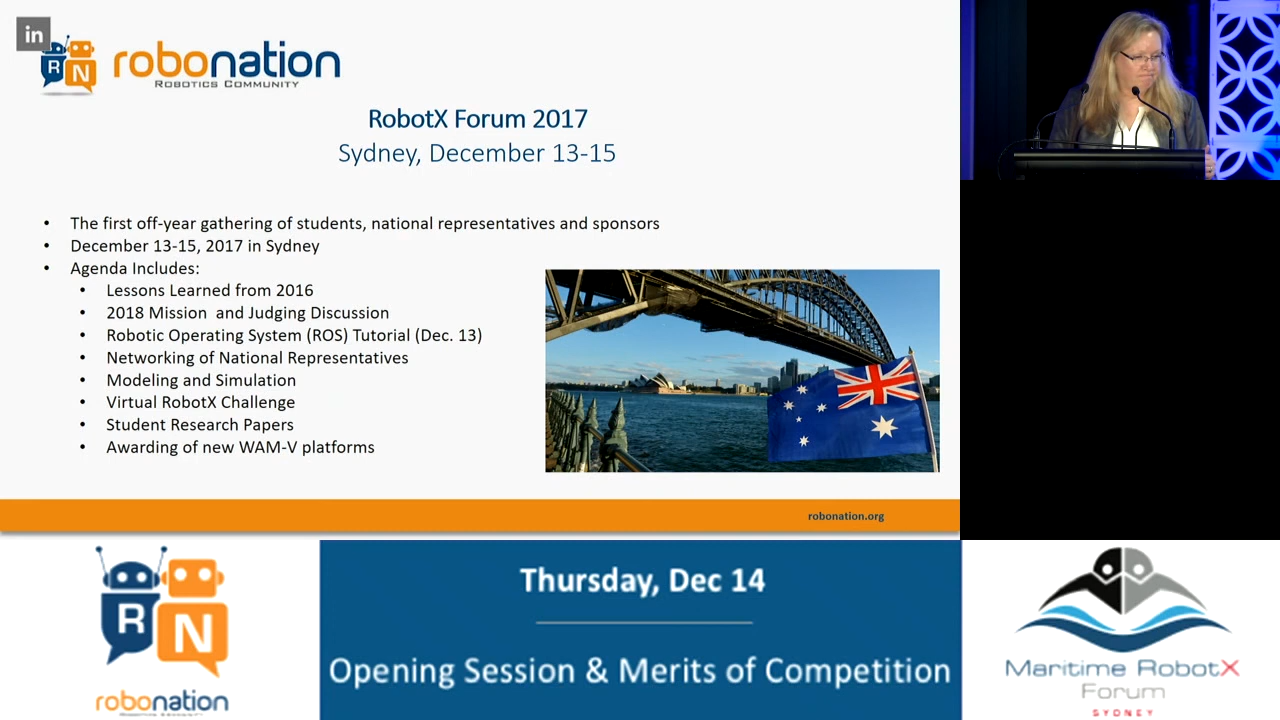 in
RN
robonation
ROBOTICS COMMUNITY
RobotX Forum 2017
Sydney, December 13-15
• The first off-year gathering of students, national representatives and sponsors
• December 13-15, 2017 in Sydney
• Agenda Includes:
• Lessons Learned from 2016
• 2018 Mission and Judging Discussion
• Robotic Operating System (ROS) Tutorial (Dec. 13)
• Networking of National Representatives
• Modeling and Simulation
• Virtual RobotX Challenge
• Student Research Papers
• Awarding of new WAM-V platforms
robonation.org
RN
robonation
ROBOTICS COMMUNITY
Thursday, Dec 14
Opening Session & Merits of Competition
Maritime RobotX
Forum
SYDNEY